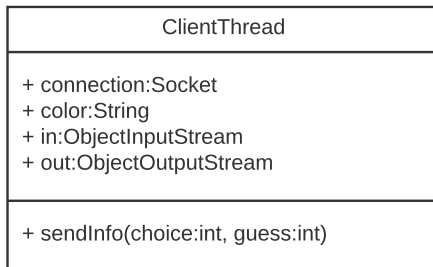 ClientThread
+ connection:Socket
+ color:String
+ in:ObjectInputStream
+ out:ObjectOutputStream
+ sendInfo(choice:int, guess:int)